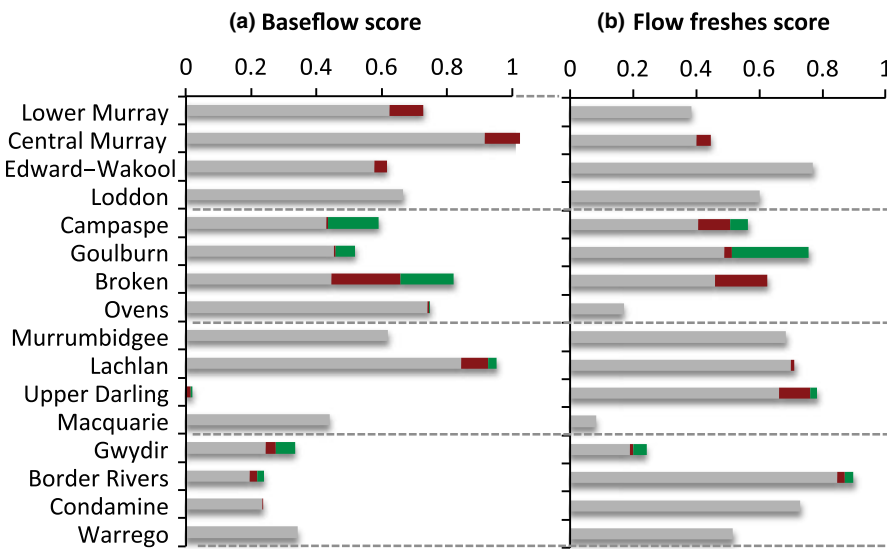 (a) Baseflow score
(b) Flow freshes score
0 0.2 0.4 0.6 0.8 1
0 0.2 0.4 0.6 0.8 1
Lower Murray
Central Murray
Edward–Wakool
Loddon
Campaspe
Goulburn
Broken
Ovens
Murrumbidgee
Lachlan
Upper Darling
Macquarie
Gwydir
Border Rivers
Condamine
Warrego